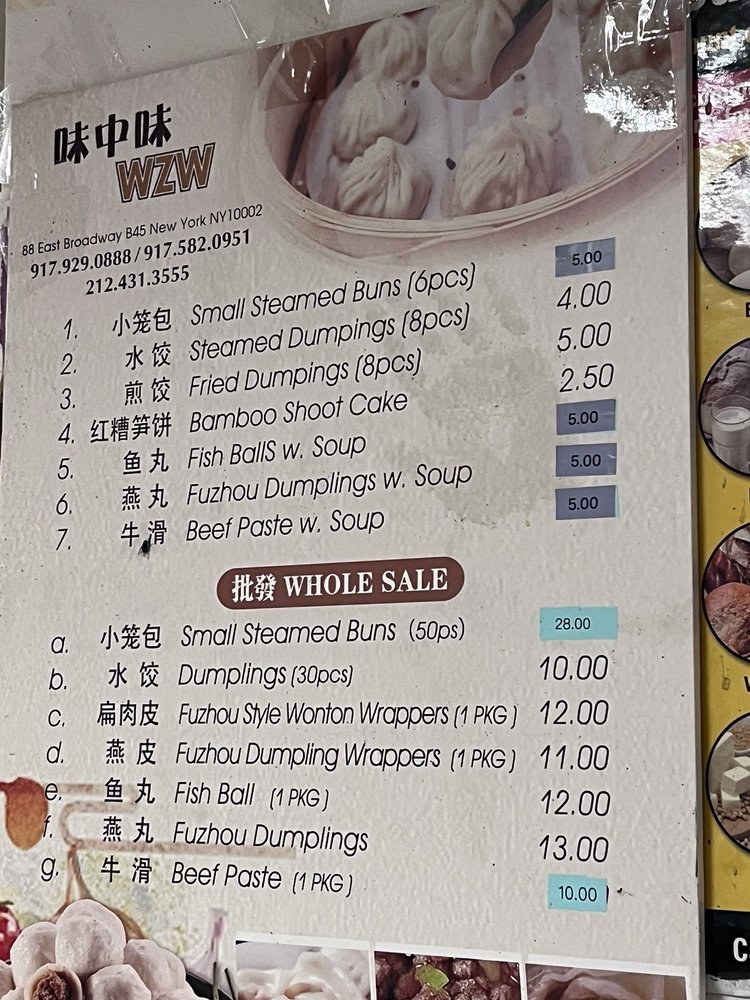 味中味
WZW
88 East Broadway B45 New York NY10002
917.929.0888 / 917.582.0951
212.431.3555
1. 小笼包 Small Steamed Buns (6pcs) 5.00
2. 水饺 Steamed Dumpings (8pcs) 4.00
3. 煎饺 Fried Dumpings (8pcs) 5.00
4. 红糟笋饼 Bamboo Shoot Cake 2.50
5. 鱼丸 Fish BallS w. Soup 5.00
6. 燕丸 Fuzhou Dumplings w. Soup 5.00
7. 牛滑 Beef Paste w. Soup 5.00
批發 WHOLE SALE
a. 小笼包 Small Steamed Buns (50ps) 28.00
b. 水饺 Dumplings (30pcs) 10.00
c. 扁肉皮 Fuzhou Style Wonton Wrappers (1 PKG) 12.00
d. 燕皮 Fuzhou Dumpling Wrappers (1 PKG) 11.00
e. 鱼丸 Fish Ball (1 PKG) 12.00
f. 燕丸 Fuzhou Dumplings 13.00
g. 牛滑 Beef Paste (1 PKG) 10.00